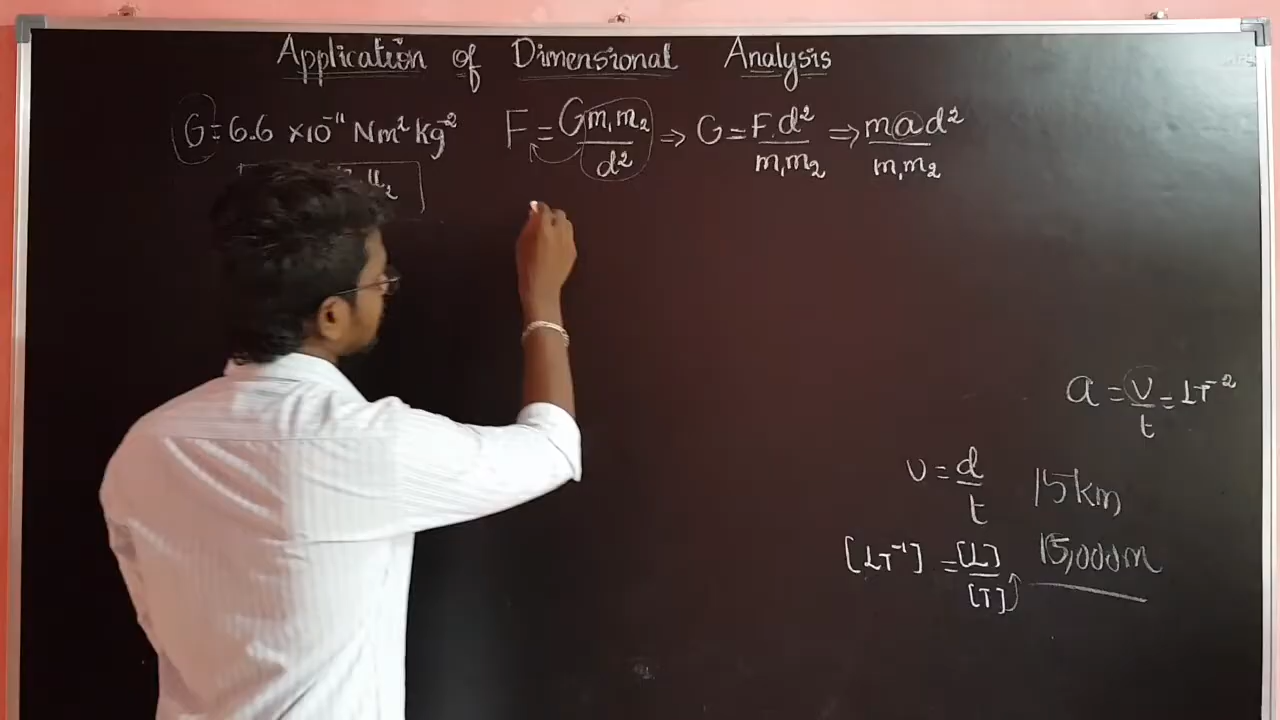 Application of Dimensional Analysis
G = 6.6 ×10⁻¹¹ Nm² Kg⁻² F = G m₁m₂/d² ⇒ G = F.d²/m₁m₂ ⇒ mad²/m₁m₂
a = v/t = LT⁻²
v = d/t 15km
[LT⁻¹] = [L]/[T] 15,000m